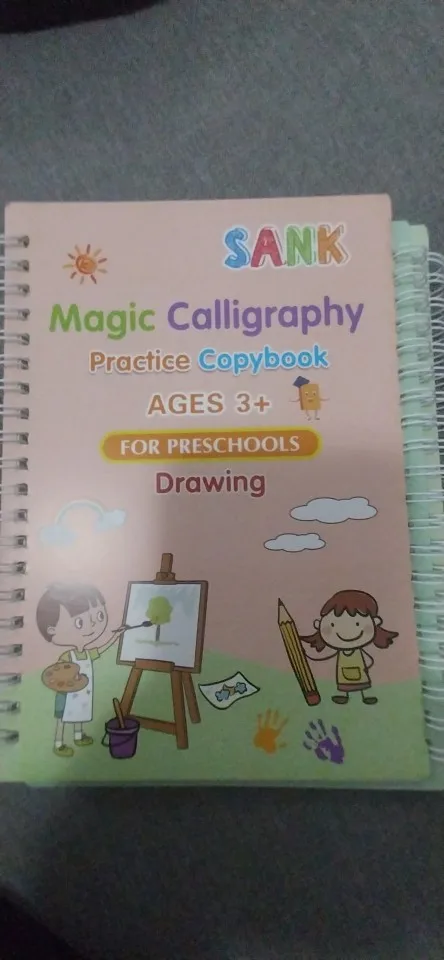 SANK
Magic Calligraphy
Practice Copybook
AGES 3+
FOR PRESCHOOLS
Drawing